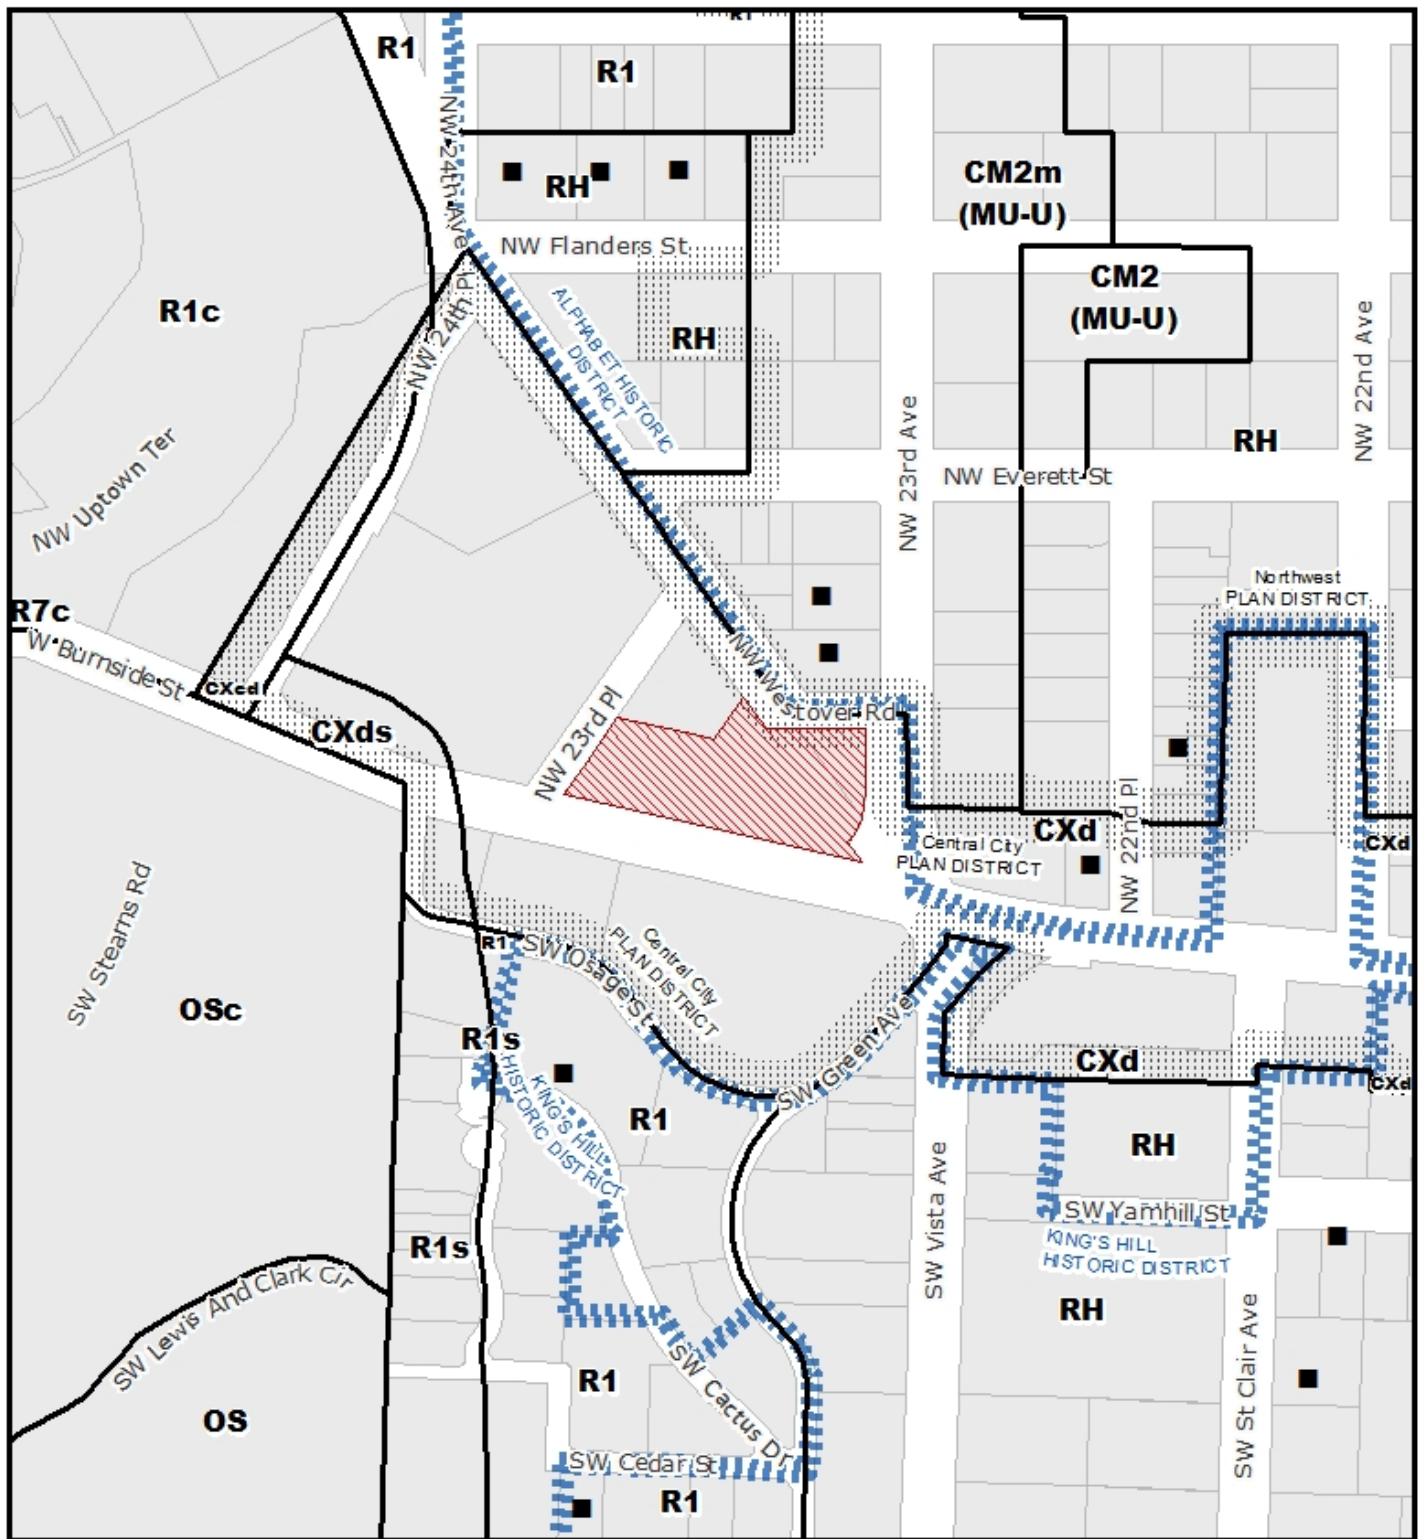 R1
R1
R1
NW 24th Ave
RH
CM2m
(MU-U)
NW Flanders St
CM2
(MU-U)
R1c
NW 24th Pl
ALPHABET HISTORIC
DISTRICT
RH
NW 22nd Ave
NW 23rd Ave
RH
NW Everett St
NW Uptown Ter
Northwest
PLAN DISTRICT
R7c
W Burnside St
CXcd
CXds
NW 23rd Pl
NW Westover Rd
NW 22nd Pl
CXd
Central City
PLAN DISTRICT
CXd
SW Stearns Rd
R1
SW Osage St
Central City
PLAN DISTRICT
OSc
R1s
SW Green Ave
CXd
CXd
KING'S HILL
HISTORIC DISTRICT
R1
RH
SW Vista Ave
SW Yamhill St
KING'S HILL
HISTORIC DISTRICT
R1s
SW Lewis And Clark Cir
RH
SW St Clair Ave
R1
SW Cactus Dr
OS
SW Cedar St
R1